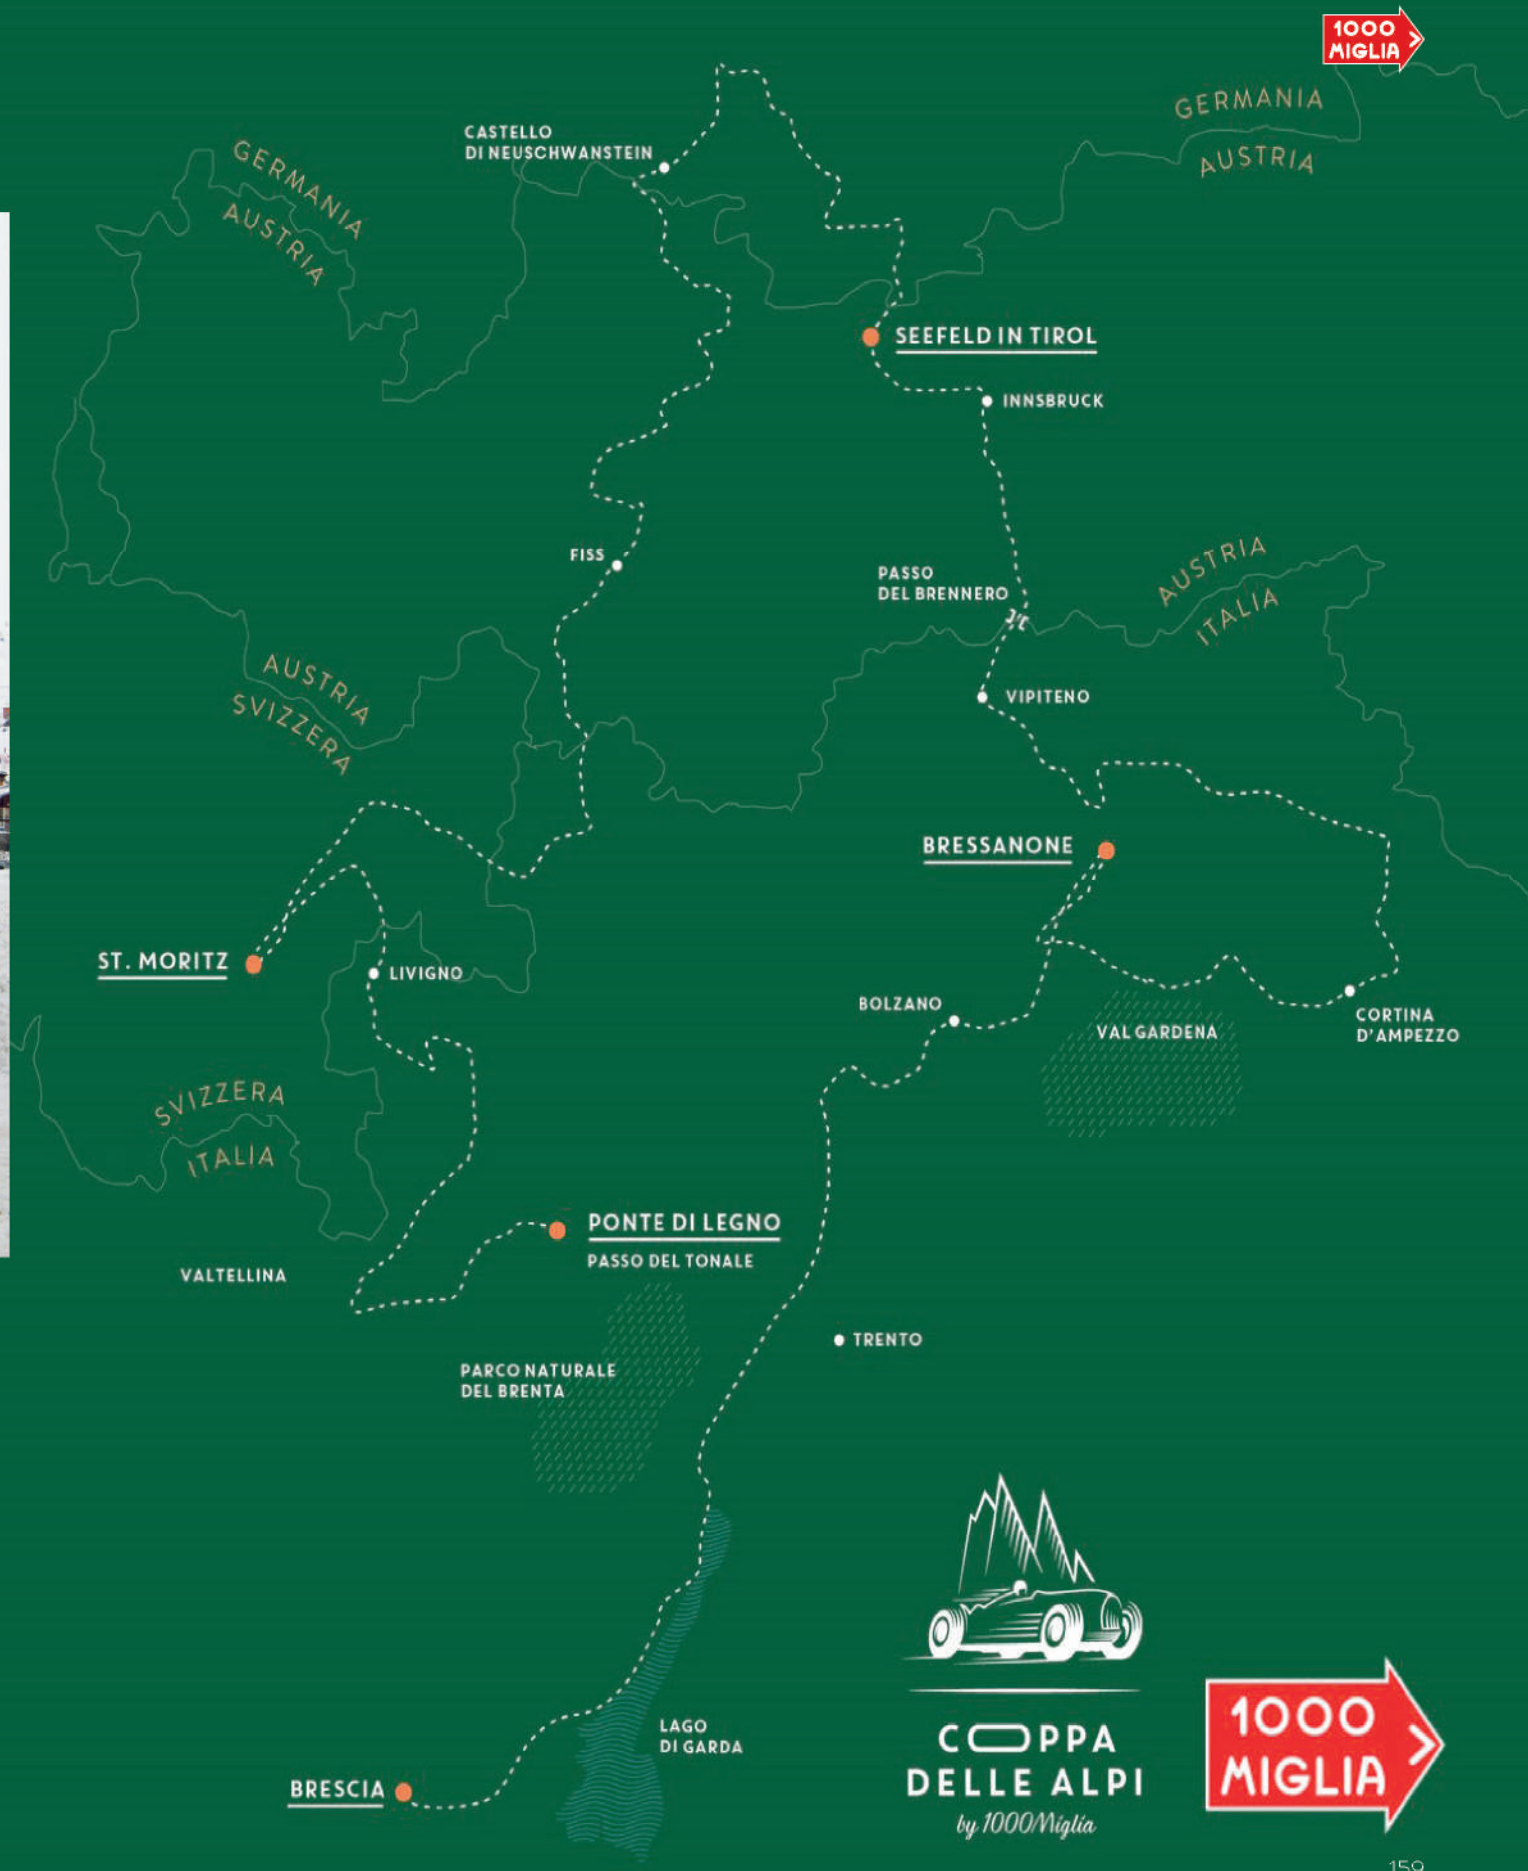 1000
MIGLIA
GERMANIA
AUSTRIA
CASTELLO
DI NEUSCHWANSTEIN
GERMANIA
AUSTRIA
SEEFELD IN TIROL
INNSBRUCK
FISS
PASSO
DEL BRENNERO
AUSTRIA
ITALIA
AUSTRIA
SVIZZERA
VIPITENO
BRESSANONE
ST. MORITZ
LIVIGNO
BOLZANO
VAL GARDENA
CORTINA
D'AMPEZZO
SVIZZERA
ITALIA
PONTE DI LEGNO
PASSO DEL TONALE
VALTELLINA
TRENTO
PARCO NATURALE
DEL BRENTA
LAGO
DI GARDA
BRESCIA
COPPA
DELLE ALPI
by 1000Miglia
1000
MIGLIA
159